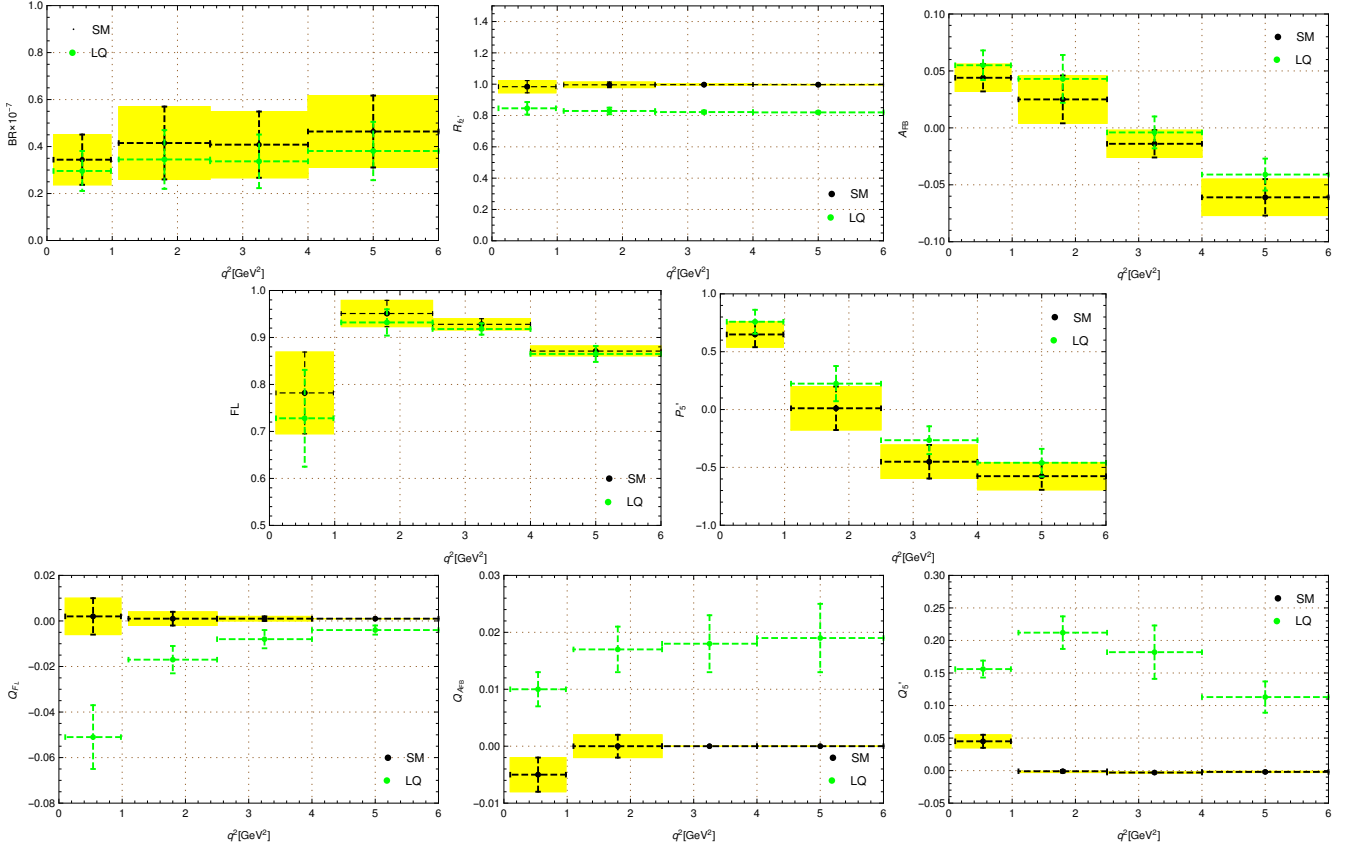 BR×10⁻⁷
1.0
0.8
0.6
0.4
0.2
0.0
SM
LQ
0 1 2 3 4 5 6
q²[GeV²]
1.4
1.2
1.0
0.8
0.6
0.4
0.2
0.0
SM
LQ
0 1 2 3 4 5 6
q²[GeV²]
A_FB
0.10
0.05
0.00
−0.05
−0.10
SM
LQ
0 1 2 3 4 5 6
q²[GeV²]
FL
1.0
0.9
0.8
0.7
0.6
0.5
SM
LQ
0 1 2 3 4 5 6
q²[GeV²]
P₅'
1.0
0.5
0.0
−0.5
−1.0
SM
LQ
0 1 2 3 4 5 6
q²[GeV²]
Q_FL
0.02
0.00
−0.02
−0.04
−0.06
−0.08
SM
LQ
0 1 2 3 4 5 6
q²[GeV²]
Q_AFB
0.03
0.02
0.01
0.00
−0.01
SM
LQ
0 1 2 3 4 5 6
q²[GeV²]
Q₅'
0.30
0.25
0.20
0.15
0.10
0.05
0.00
−0.05
SM
LQ
0 1 2 3 4 5 6
q²[GeV²]